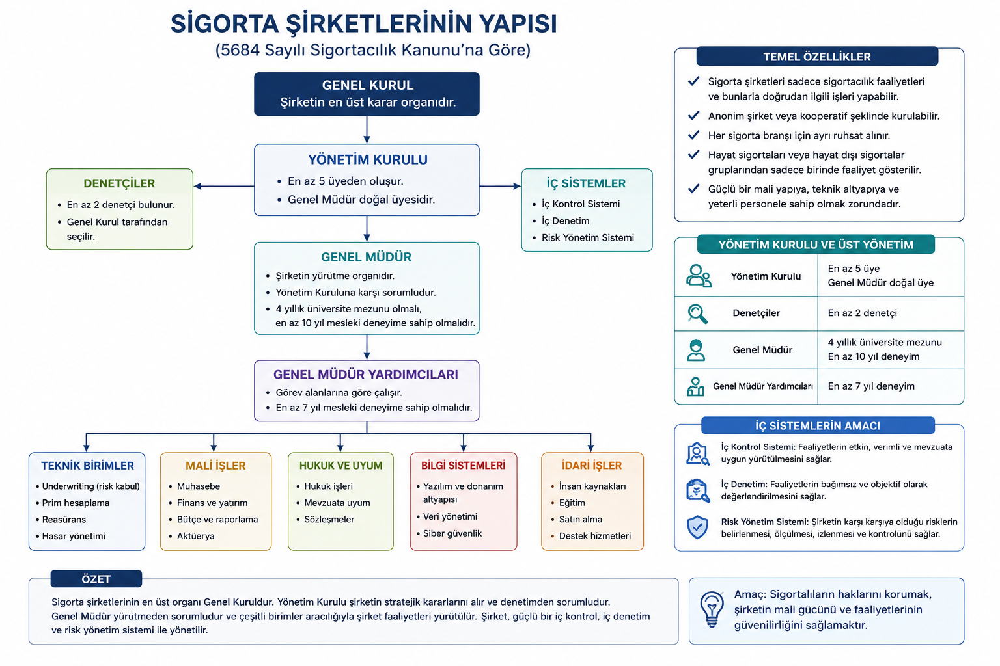 SİGORTA ŞİRKETLERİNİN YAPISI
(5684 Sayılı Sigortacılık Kanunu’na Göre)
GENEL KURUL
Şirketin en üst karar organıdır.
YÖNETİM KURULU
• En az 5 üyeden oluşur.
• Genel Müdür doğal üyesidir.
DENETÇİLER
• En az 2 denetçi bulunur.
• Genel Kurul tarafından
seçilir.
İÇ SİSTEMLER
• İç Kontrol Sistemi
• İç Denetim
• Risk Yönetim Sistemi
GENEL MÜDÜR
• Şirketin yürütme organıdır.
• Yönetim Kuruluna karşı sorumludur.
• 4 yıllık üniversite mezunu olmalı,
en az 10 yıl mesleki deneyime sahip olmalıdır.
GENEL MÜDÜR YARDIMCILARI
• Görev alanlarına göre çalışır.
• En az 7 yıl mesleki deneyime sahip olmalıdır.
TEKNİK BİRİMLER
• Underwriting (risk kabul)
• Prim hesaplama
• Reasürans
• Hasar yönetimi
MALİ İŞLER
• Muhasebe
• Finans ve yatırım
• Bütçe ve raporlama
• Aktüerya
HUKUK VE UYUM
• Hukuk işleri
• Mevzuata uyum
• Sözleşmeler
BİLGİ SİSTEMLERİ
• Yazılım ve donanım
altyapısı
• Veri yönetimi
• Siber güvenlik
İDARİ İŞLER
• İnsan kaynakları
• Eğitim
• Satın alma
• Destek hizmetleri
TEMEL ÖZELLİKLER
✓ Sigorta şirketleri sadece sigortacılık faaliyetleri
ve bunlarla doğrudan ilgili işleri yapabilir.
✓ Anonim şirket veya kooperatif şeklinde kurulabilir.
✓ Her sigorta branşı için ayrı ruhsat alınır.
✓ Hayat sigortaları veya hayat dışı sigortalar
gruplarından sadece birinde faaliyet gösterilir.
✓ Güçlü bir mali yapıya, teknik altyapıya ve
yeterli personele sahip olmak zorundadır.
YÖNETİM KURULU VE ÜST YÖNETİM
Yönetim Kurulu
En az 5 üye
Genel Müdür doğal üye
Denetçiler
En az 2 denetçi
Genel Müdür
4 yıllık üniversite mezunu
En az 10 yıl deneyim
Genel Müdür Yardımcıları
En az 7 yıl deneyim
İÇ SİSTEMLERİN AMACI
İç Kontrol Sistemi: Faaliyetlerin etkin, verimli ve mevzuata
uygun yürütülmesini sağlar.
İç Denetim: Faaliyetlerin bağımsız ve objektif olarak
değerlendirilmesini sağlar.
Risk Yönetim Sistemi: Şirketin karşı karşıya olduğu risklerin
belirlenmesi, ölçülmesi, izlenmesi ve kontrolünü sağlar.
ÖZET
Sigorta şirketlerinin en üst organı Genel Kuruldur. Yönetim Kurulu şirketin stratejik kararlarını alır ve denetimden sorumludur.
Genel Müdür yürütmeden sorumludur ve çeşitli birimler aracılığıyla şirket faaliyetleri yürütülür. Şirket, güçlü bir iç kontrol, iç denetim
ve risk yönetim sistemi ile yönetilir.
Amaç: Sigortalıların haklarını korumak,
şirketin mali gücünü ve faaliyetlerinin
güvenilirliğini sağlamaktır.